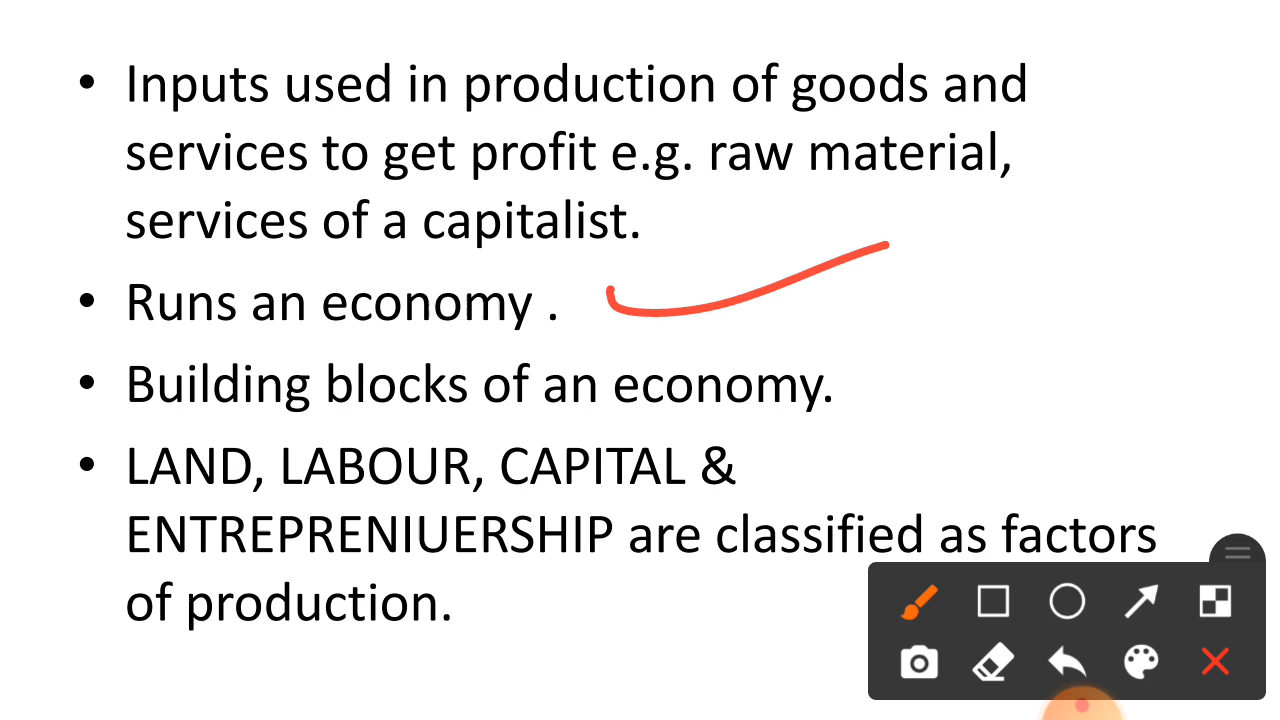 • Inputs used in production of goods and
services to get profit e.g. raw material,
services of a capitalist.
• Runs an economy .
• Building blocks of an economy.
• LAND, LABOUR, CAPITAL &
ENTREPRENIUERSHIP are classified as factors
of production.